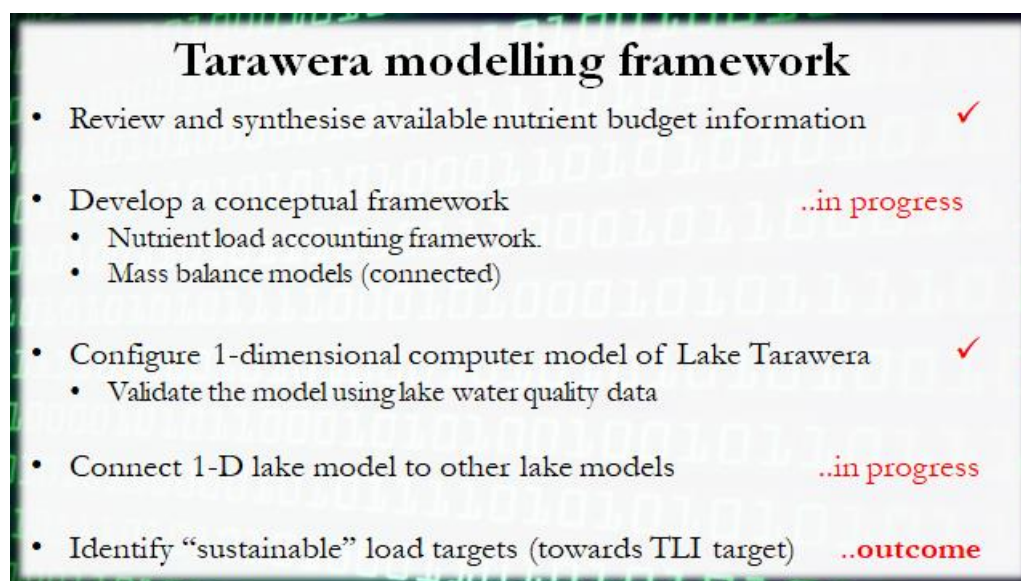 Tarawera modelling framework
• Review and synthesise available nutrient budget information ✓
• Develop a conceptual framework ..in progress
• Nutrient load accounting framework.
• Mass balance models (connected)
• Configure 1-dimensional computer model of Lake Tarawera ✓
• Validate the model using lake water quality data
• Connect 1-D lake model to other lake models ..in progress
• Identify “sustainable” load targets (towards TLI target) ..outcome